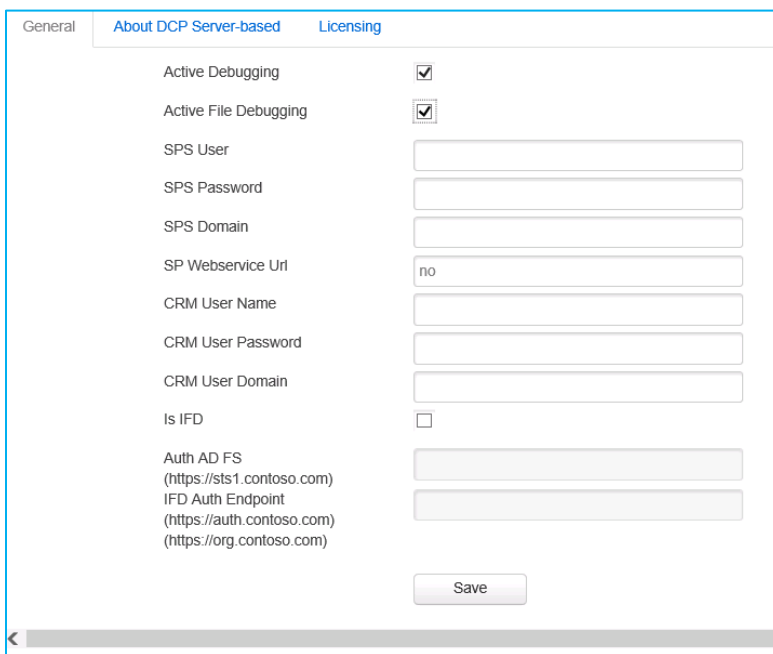 General About DCP Server-based Licensing
Active Debugging
Active File Debugging
SPS User
SPS Password
SPS Domain
SP Webservice Url no
CRM User Name
CRM User Password
CRM User Domain
Is IFD
Auth AD FS
(https://sts1.contoso.com)
IFD Auth Endpoint
(https://auth.contoso.com)
(https://org.contoso.com)
Save